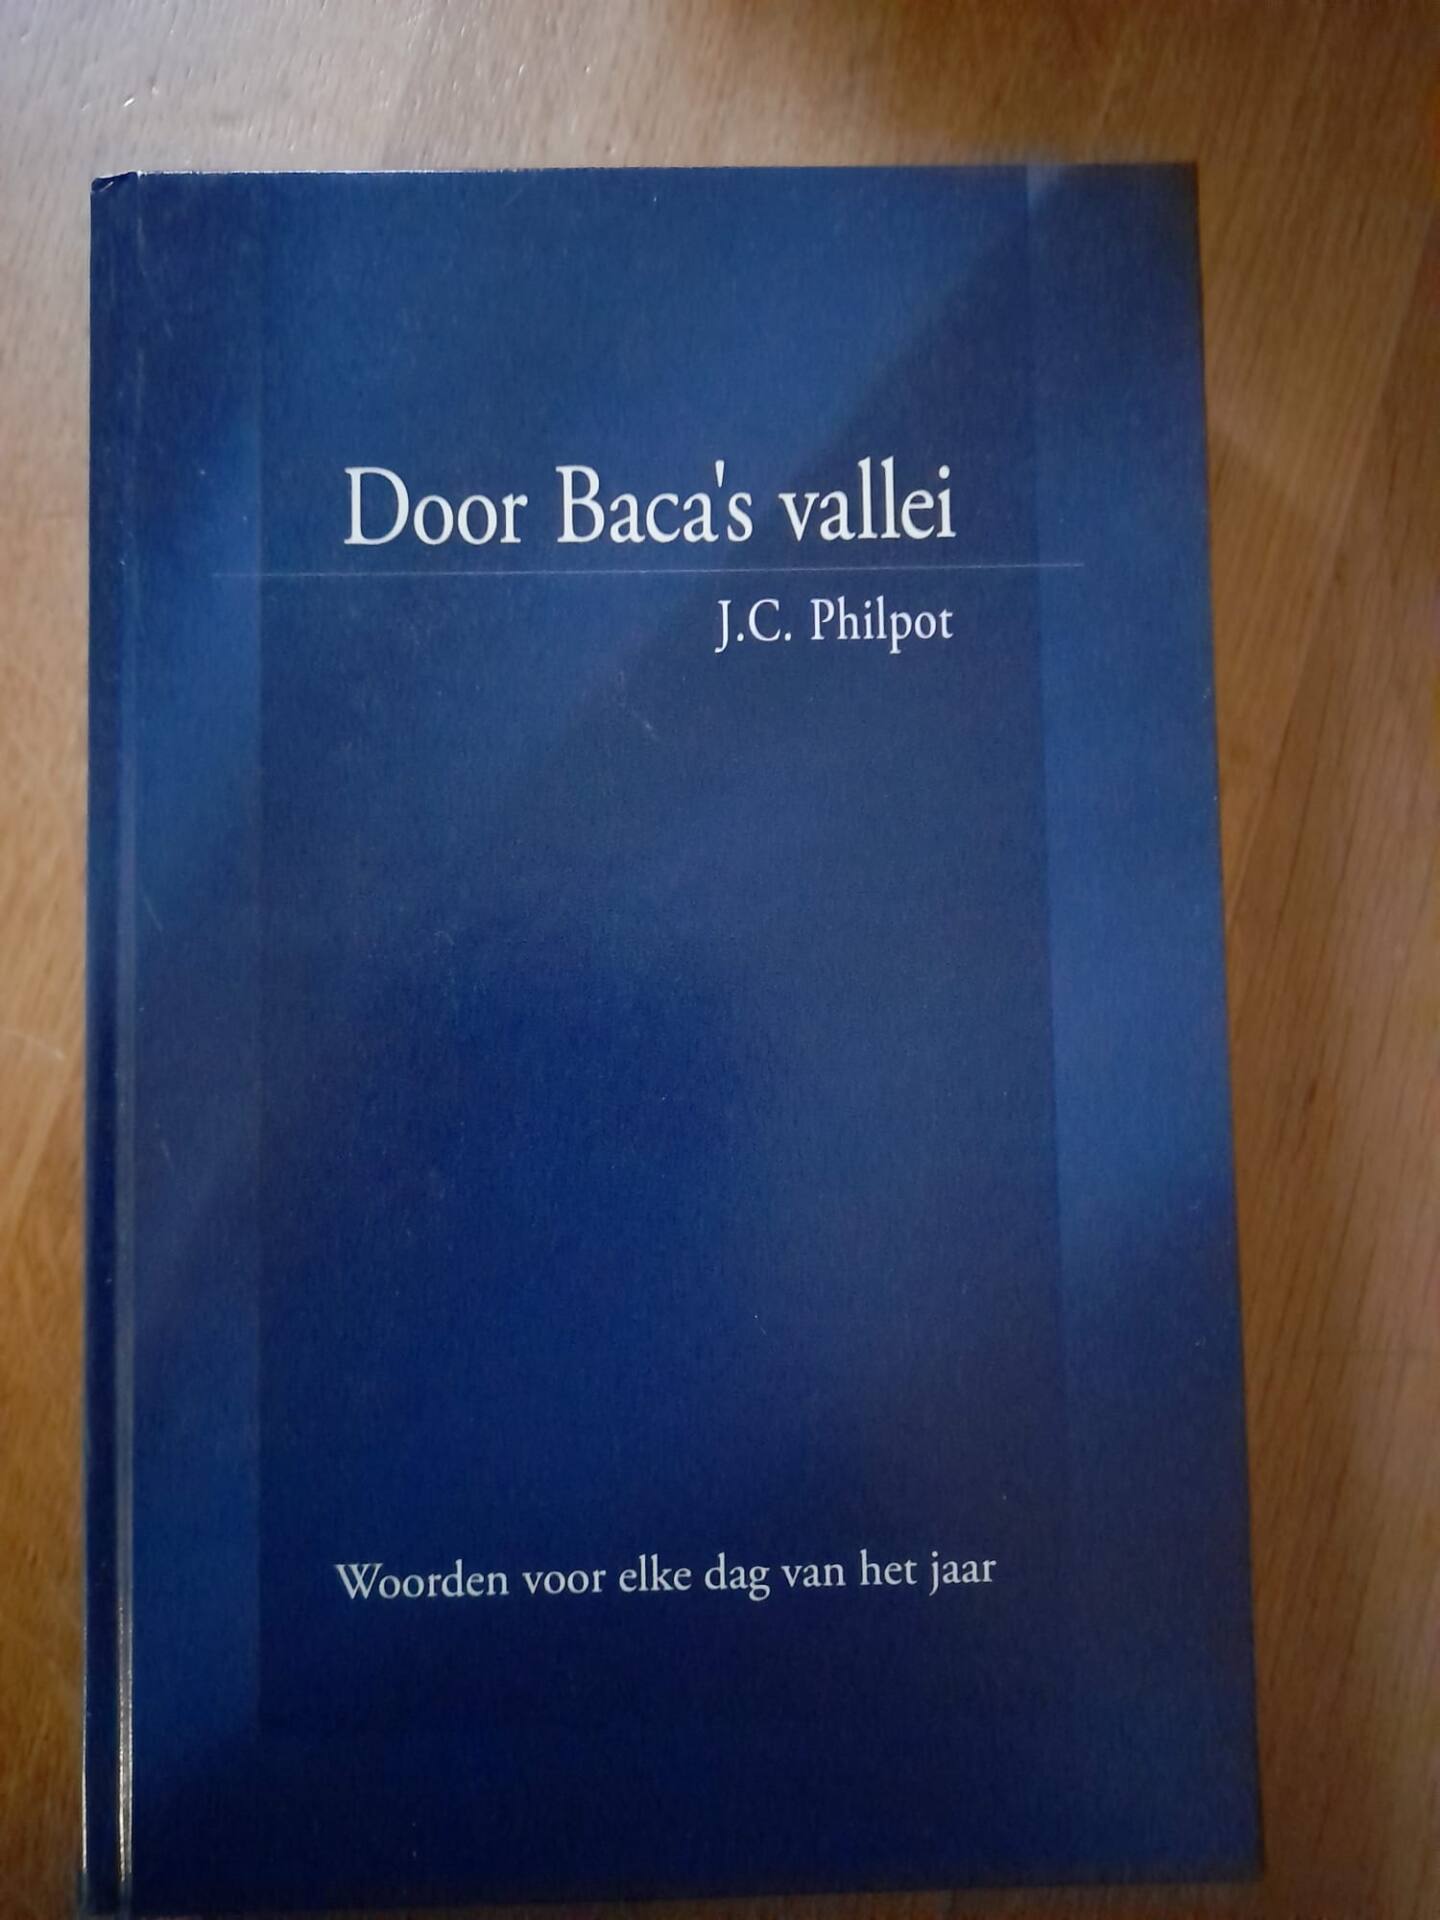 Door Baca's vallei
J.C. Philpot
Woorden voor elke dag van het jaar